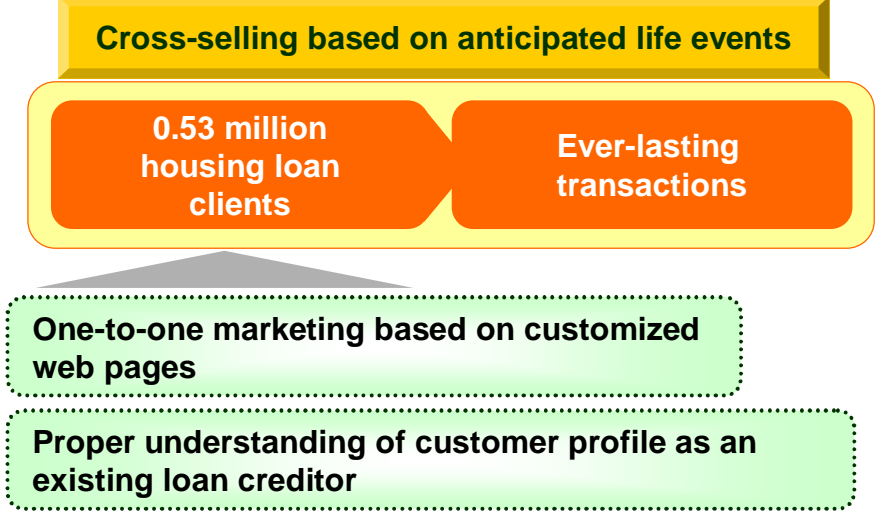 Cross-selling based on anticipated life events
0.53 million
housing loan
clients
Ever-lasting
transactions
One-to-one marketing based on customized
web pages
Proper understanding of customer profile as an
existing loan creditor